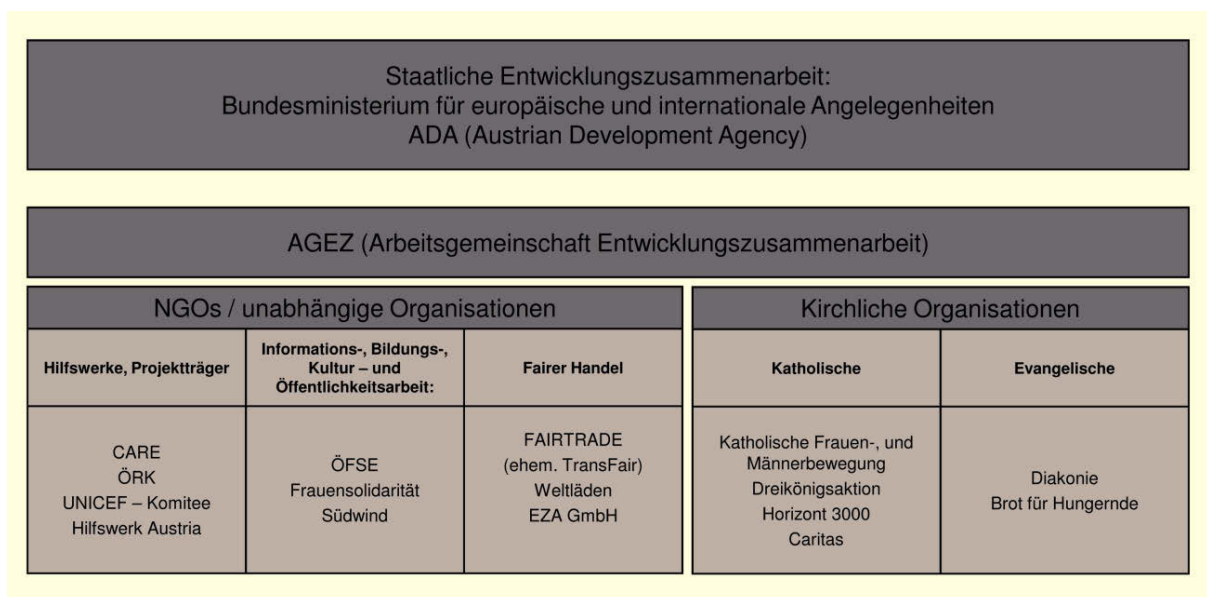 Staatliche Entwicklungszusammenarbeit:
Bundesministerium für europäische und internationale Angelegenheiten
ADA (Austrian Development Agency)
AGEZ (Arbeitsgemeinschaft Entwicklungszusammenarbeit)
NGOs / unabhängige Organisationen
Hilfswerke, Projektträger
CARE
ÖRK
UNICEF – Komitee
Hilfswerk Austria
Informations-, Bildungs-,
Kultur – und
Öffentlichkeitsarbeit:
ÖFSE
Frauensolidarität
Südwind
Fairer Handel
FAIRTRADE
(ehem. TransFair)
Weltläden
EZA GmbH
Kirchliche Organisationen
Katholische
Katholische Frauen-, und
Männerbewegung
Dreikönigsaktion
Horizont 3000
Caritas
Evangelische
Diakonie
Brot für Hungernde